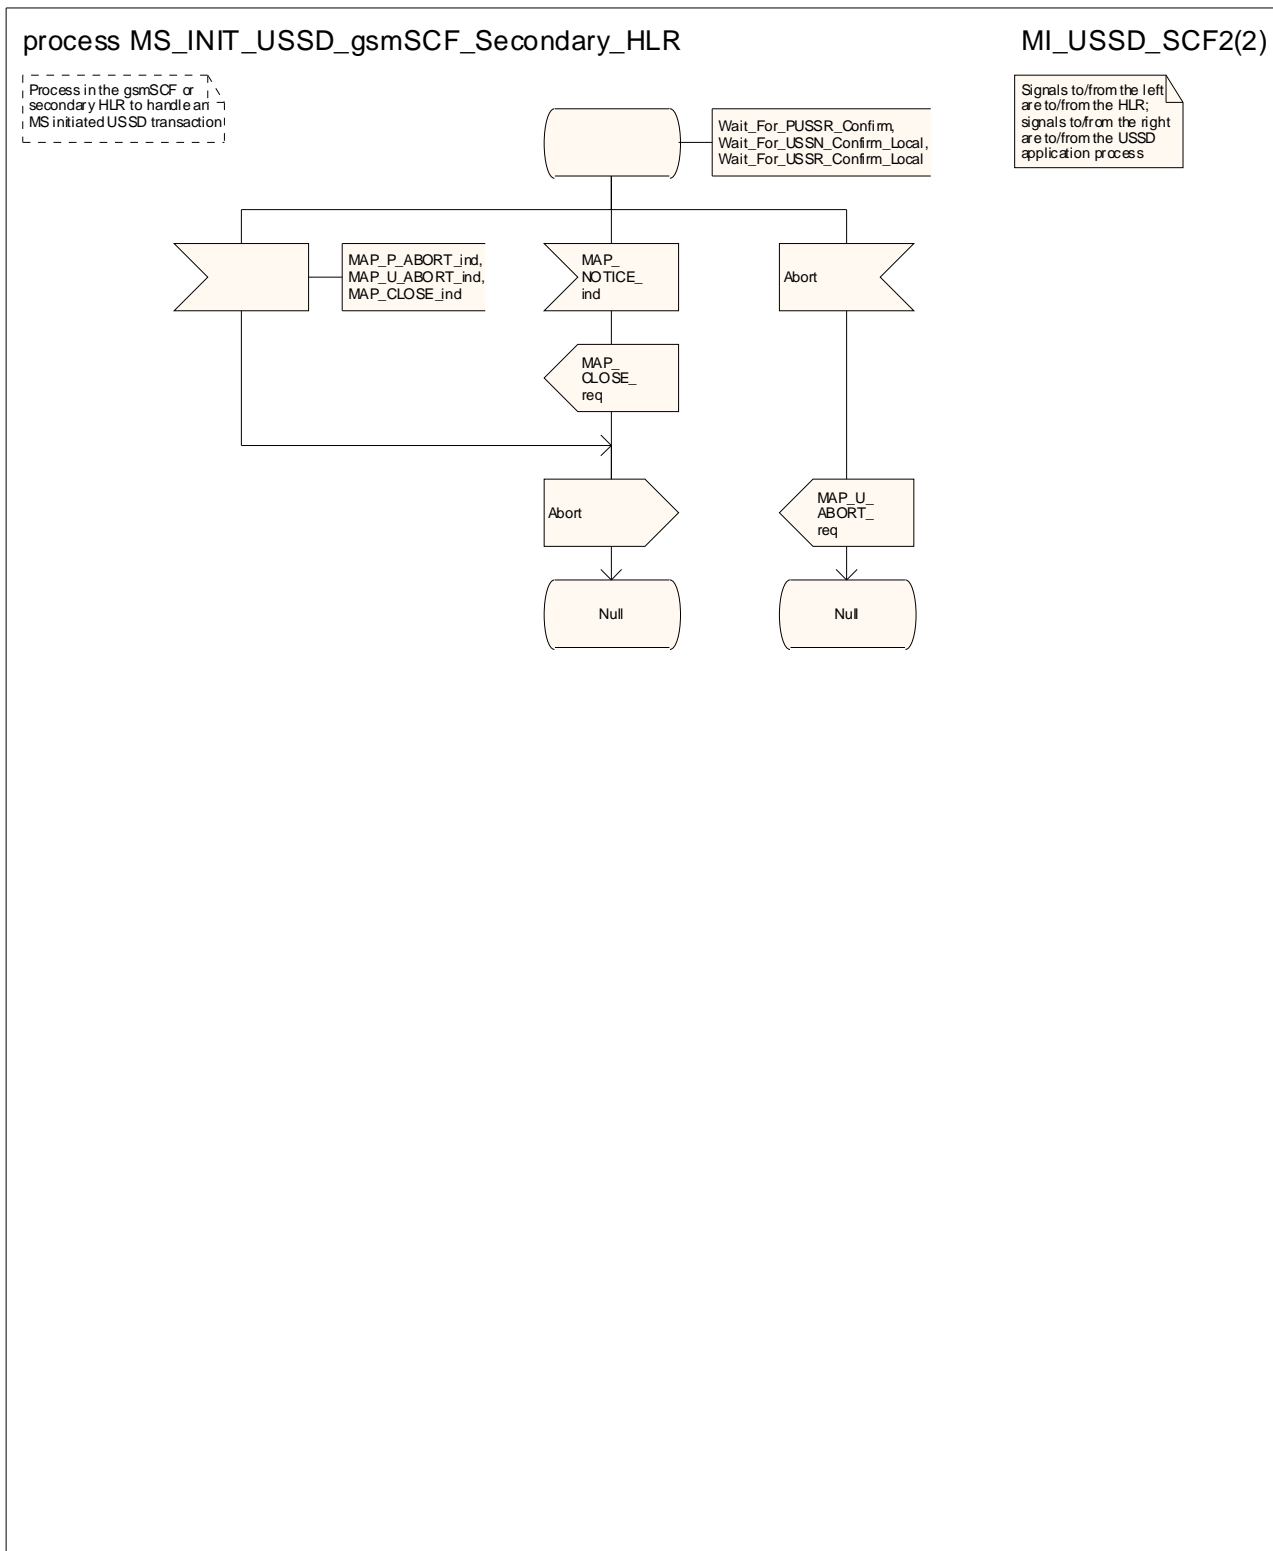 process MS_INIT_USSD_gsmSCF_Secondary_HLR
MI_USSD_SCF2(2)
Process in the gsmSCF or
secondary HLR to handle an
MS initiated USSD transaction
Signals to/from the left
are to/from the HLR;
signals to/from the right
are to/from the USSD
application process
Wait_For_PUSSR_Confirm,
Wait_For_USSN_Confirm_Local,
Wait_For_USSR_Confirm_Local
MAP_P_ABORT_ind,
MAP_U_ABORT_ind,
MAP_CLOSE_ind
MAP_
NOTICE_
ind
Abort
MAP_
CLOSE_
req
Abort
MAP_U_
ABORT_
req
Null
Null